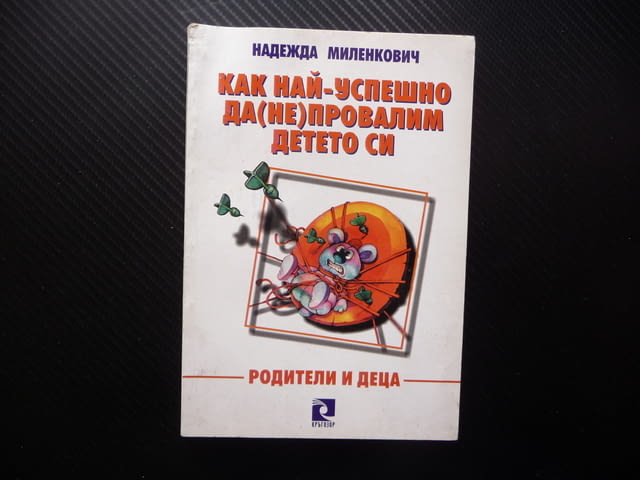 НАДЕЖДА МИЛЕНКОВИЧ
КАК НАЙ-УСПЕШНО
ДА(НЕ)ПРОВАЛИМ
ДЕТЕТО СИ
РОДИТЕЛИ И ДЕЦА
КРЪГОЗОР